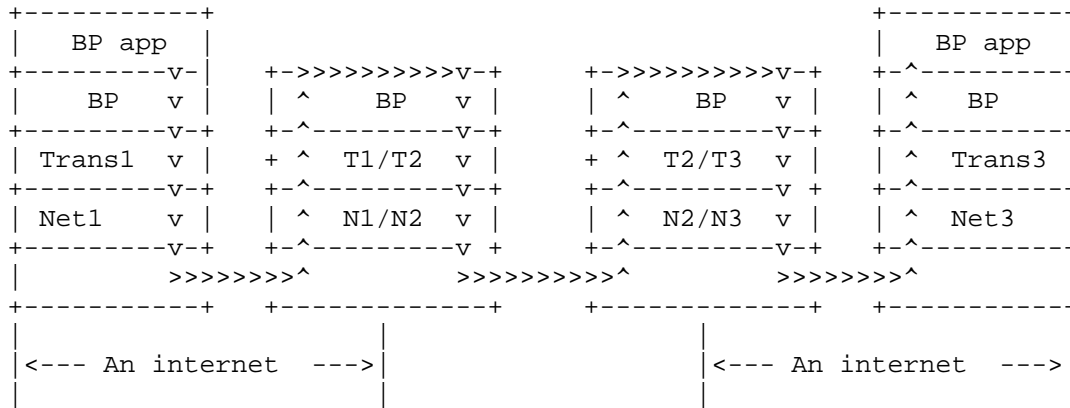 +-----------+                                         +-----------
|   BP app  |                                         |   BP app
+---------v-|   +->>>>>>>>>>v-+     +->>>>>>>>>>v-+   +-^---------
|    BP   v |   | ^    BP   v |     | ^    BP   v |   | ^   BP
+---------v-+   +-^---------v-+     +-^---------v-+   +-^---------
| Trans1  v |   + ^  T1/T2  v |     + ^  T2/T3  v |   | ^  Trans3
+---------v-+   +-^---------v-+     +-^---------v +   +-^---------
| Net1    v |   | ^  N1/N2  v |     | ^  N2/N3  v |   | ^  Net3
+---------v-+   +-^---------v +     +-^---------v-+   +-^---------
|         >>>>>>>>^         >>>>>>>>>>^         >>>>>>>>^
+-----------+   +-------------+     +-------------+   +-----------
|                      |                   |
|<--- An internet  --->|                   |<--- An internet  --->
|                      |                   |